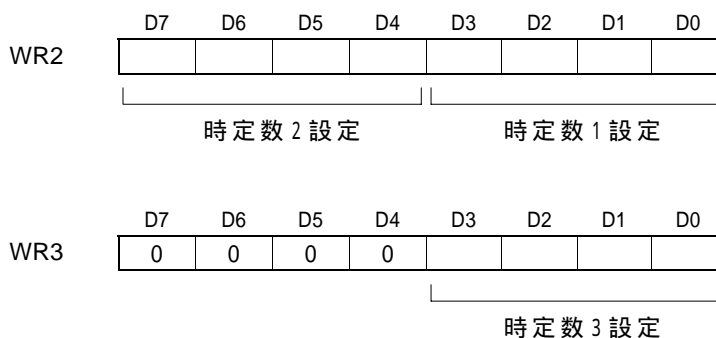 D7 D6 D5 D4 D3 D2 D1 D0
WR2
時定数2設定 時定数1設定
D7 D6 D5 D4 D3 D2 D1 D0
WR3 0 0 0 0
時定数3設定